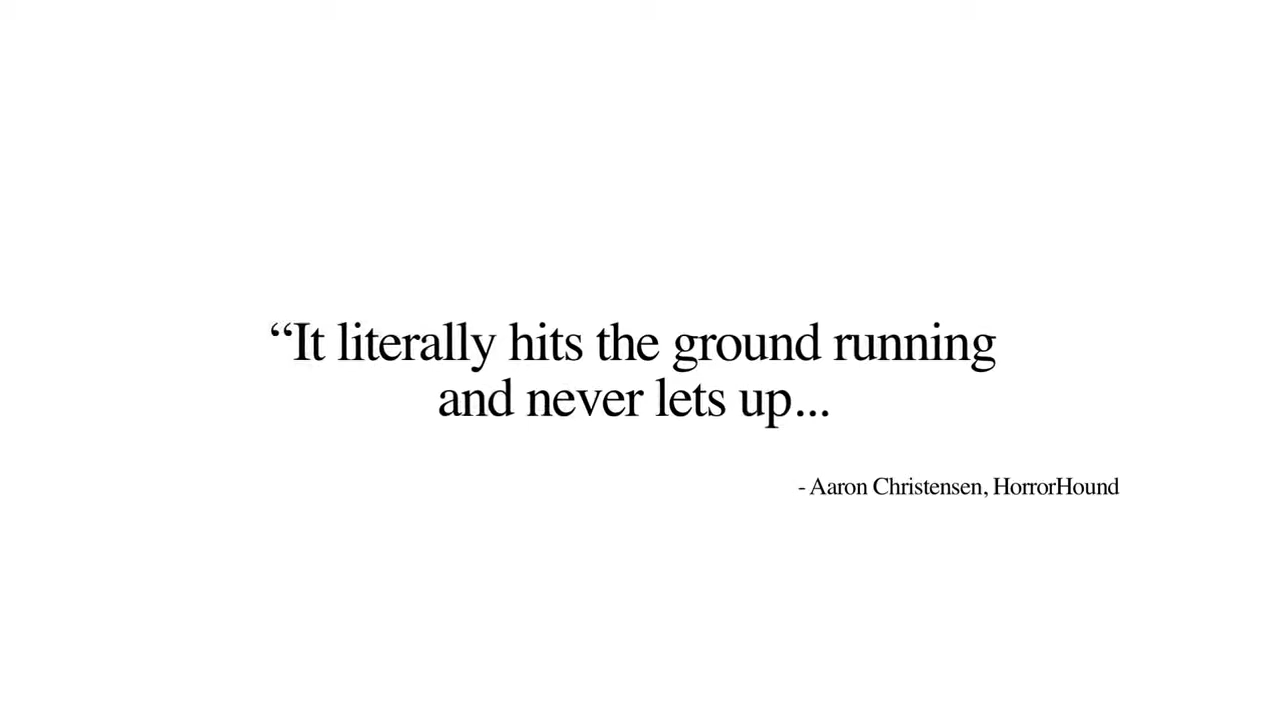 “It literally hits the ground running
and never lets up...
- Aaron Christensen, HorrorHound